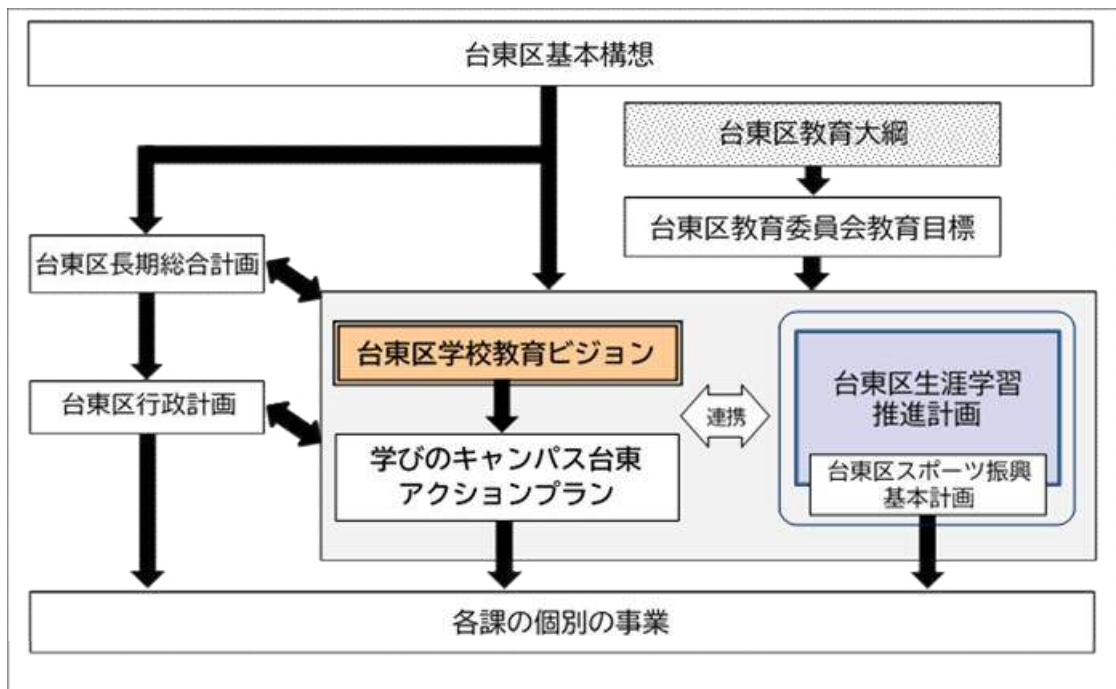 台東区基本構想
台東区教育大綱
台東区教育委員会教育目標
台東区長期総合計画
台東区学校教育ビジョン
台東区生涯学習
推進計画
台東区行政計画
連携
学びのキャンパス台東
アクションプラン
台東区スポーツ振興
基本計画
各課の個別の事業